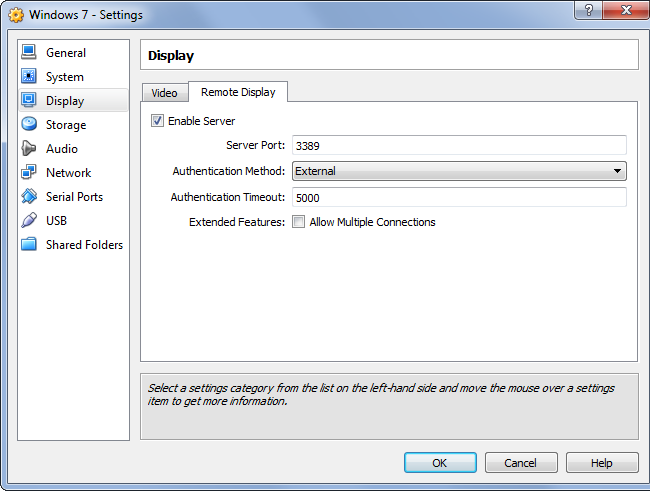 Windows 7 - Settings
?
General
System
Display
Storage
Audio
Network
Serial Ports
USB
Shared Folders
Display
Video
Remote Display
Enable Server
Server Port: 3389
Authentication Method: External
Authentication Timeout: 5000
Extended Features: Allow Multiple Connections
Select a settings category from the list on the left-hand side and move the mouse over a settings
item to get more information.
OK
Cancel
Help